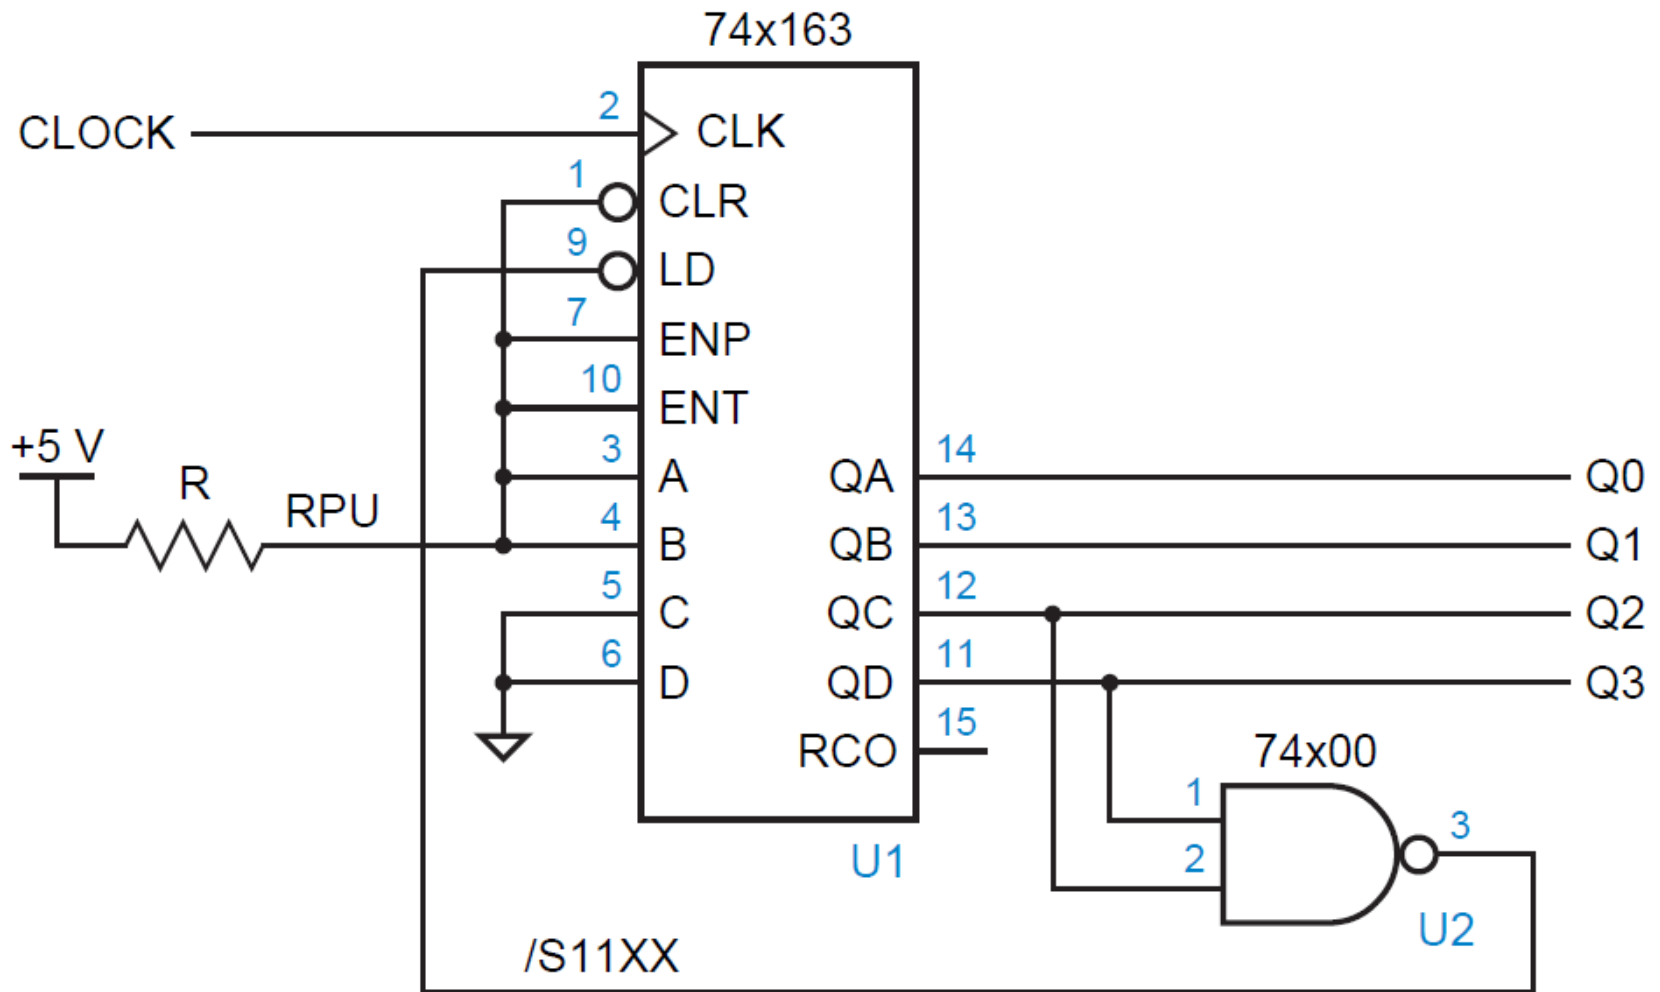 74x163
CLOCK
2
CLK
1
CLR
9
LD
7
ENP
10
ENT
+5 V
R
RPU
3
A
QA
14
Q0
4
B
QB
13
Q1
5
C
QC
12
Q2
6
D
QD
11
Q3
RCO
15
74x00
1
2
3
U1
U2
/S11XX